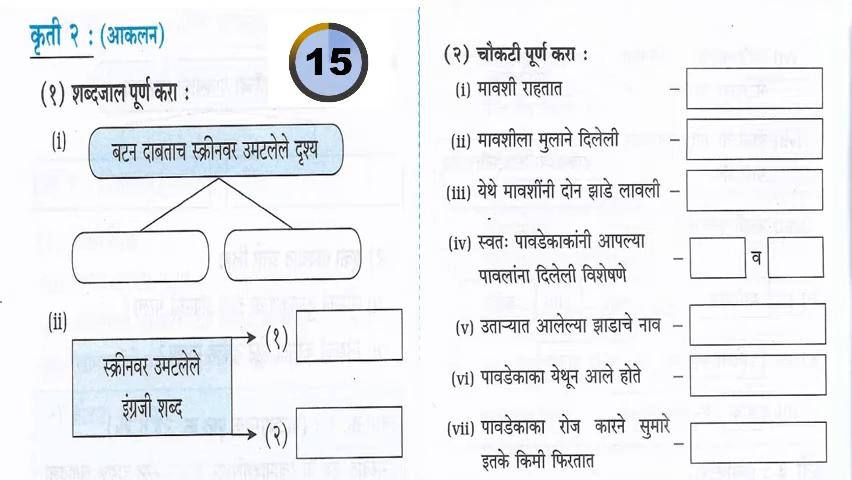 कृती २ : (आकलन)
15
(१) शब्दजाल पूर्ण करा :
(i)
बटन दाबताच स्क्रीनवर उमटलेले दृश्य
(ii)
स्क्रीनवर उमटलेले
इंग्रजी शब्द
(१)
(२)
(२) चौकटी पूर्ण करा :
(i) मावशी राहतात –
(ii) मावशीला मुलाने दिलेली –
(iii) येथे मावशींनी दोन झाडे लावली –
(iv) स्वतः पावडेकाकांनी आपल्या
पावलांना दिलेली विशेषणे – व
(v) उताऱ्यात आलेल्या झाडाचे नाव –
(vi) पावडेकाका येथून आले होते –
(vii) पावडेकाका रोज कारने सुमारे
इतके किमी फिरतात –